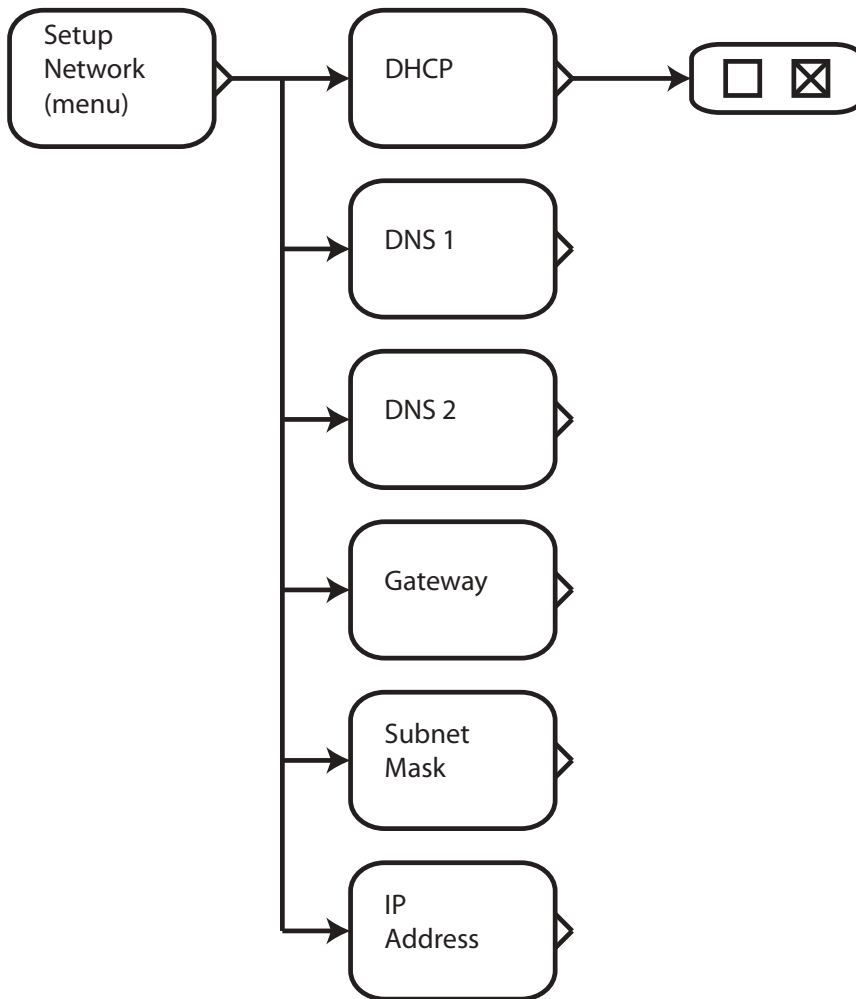 Setup
Network
(menu)
DHCP
DNS 1
DNS 2
Gateway
Subnet
Mask
IP
Address